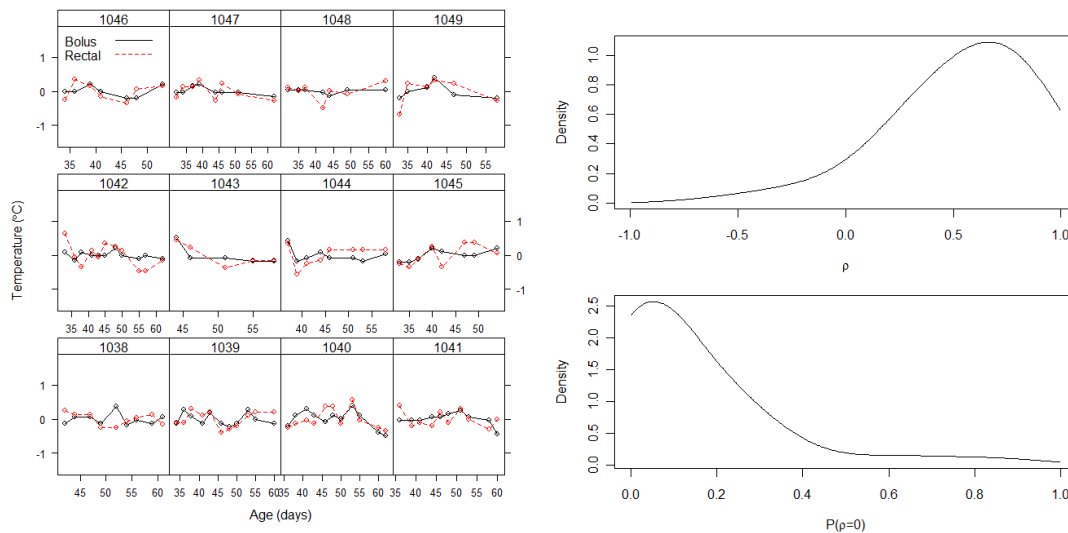 1046 1047 1048 1049
Bolus
Rectal
1
0
-1
35 40 45 50 35 40 45 50 55 60 35 40 45 50 55 60 35 40 45 50 55
1042 1043 1044 1045
1
0
-1
35 40 45 50 55 60 45 50 55 40 45 50 55 35 40 45 50
1038 1039 1040 1041
1
0
-1
45 50 55 60 35 40 45 50 55 60 35 40 45 50 55 60 35 40 45 50 55 60
Temperature (ºC)
Age (days)
Density
0.0 0.2 0.4 0.6 0.8 1.0
-1.0 -0.5 0.0 0.5 1.0
ρ
Density
0.0 0.5 1.0 1.5 2.0 2.5
0.0 0.2 0.4 0.6 0.8 1.0
P(ρ=0)